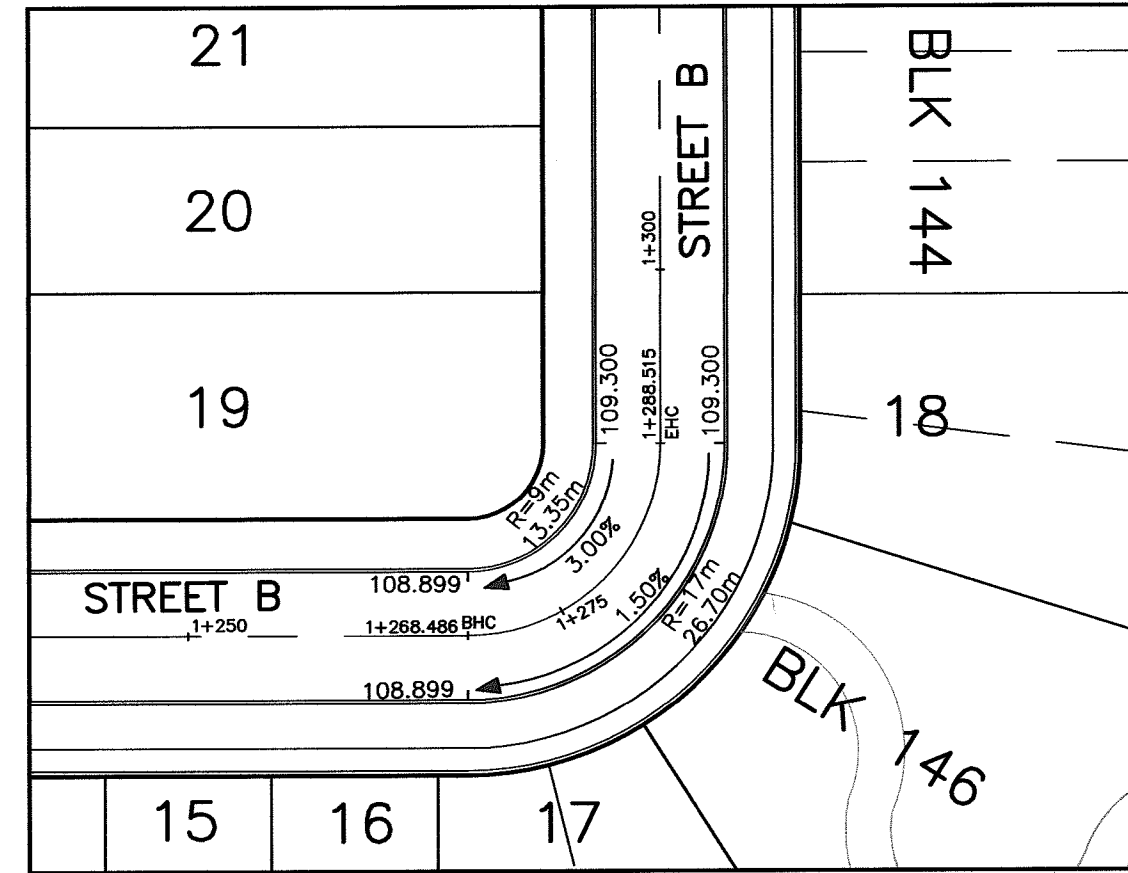 21
20
19
STREET B
BLK 144
1+300
109.300
1+288.515
EHC
109.300
18
R=9m
13.35m
3.00%
1.50%
R=17m
26.70m
STREET B
108.899
1+250
1+268.486 BHC
1+275
108.899
BLK 146
15
16
17